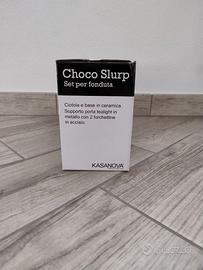 Choco Slurp
Set per fonduta
Ciotola e base in ceramica
Supporto porta tealight in
metallo con 2 forchettine
in acciaio
KASANOVA